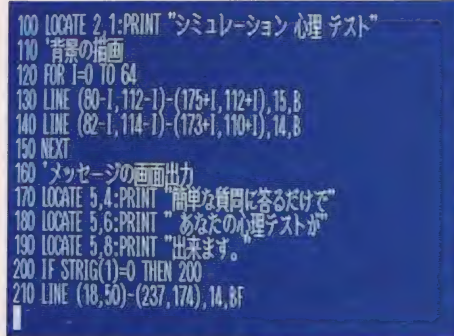 100 LOCATE 2,1:PRINT "シミュレーション 心理 テスト"
110 '背景の描画
120 FOR I=0 TO 64
130 LINE (80-I,112-I)-(175+I,112+I),15,B
140 LINE (82-I,114-I)-(173+I,110+I),14,B
150 NEXT
160 'メッセージの画面出力
170 LOCATE 5,4:PRINT "簡単な質問に答るだけで"
180 LOCATE 5,6:PRINT " あなたの心理テストが"
190 LOCATE 5,8:PRINT "出来ます。"
200 IF STRIG(1)=0 THEN 200
210 LINE (18,50)-(237,174),14,BF